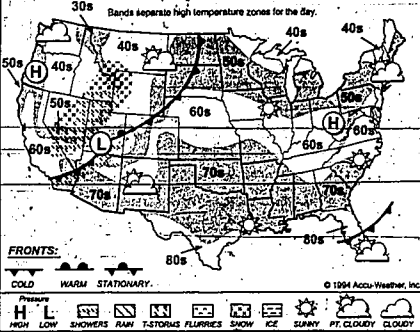 Bands separate high temperature zones for the day.
30s
40s
40s
40s
40s
50s
H
50s
50s
50s
60s
L
60s
H
60s
60s
70s
70s
70s
80s
80s
FRONTS:
COLD WARM STATIONARY
© 1994 Accu-Weather, Inc.
Pressure
H L
HIGH LOW SHOWERS RAIN T-STORMS FLURRIES SNOW ICE SUNNY PT. CLOUDY CLOUDY